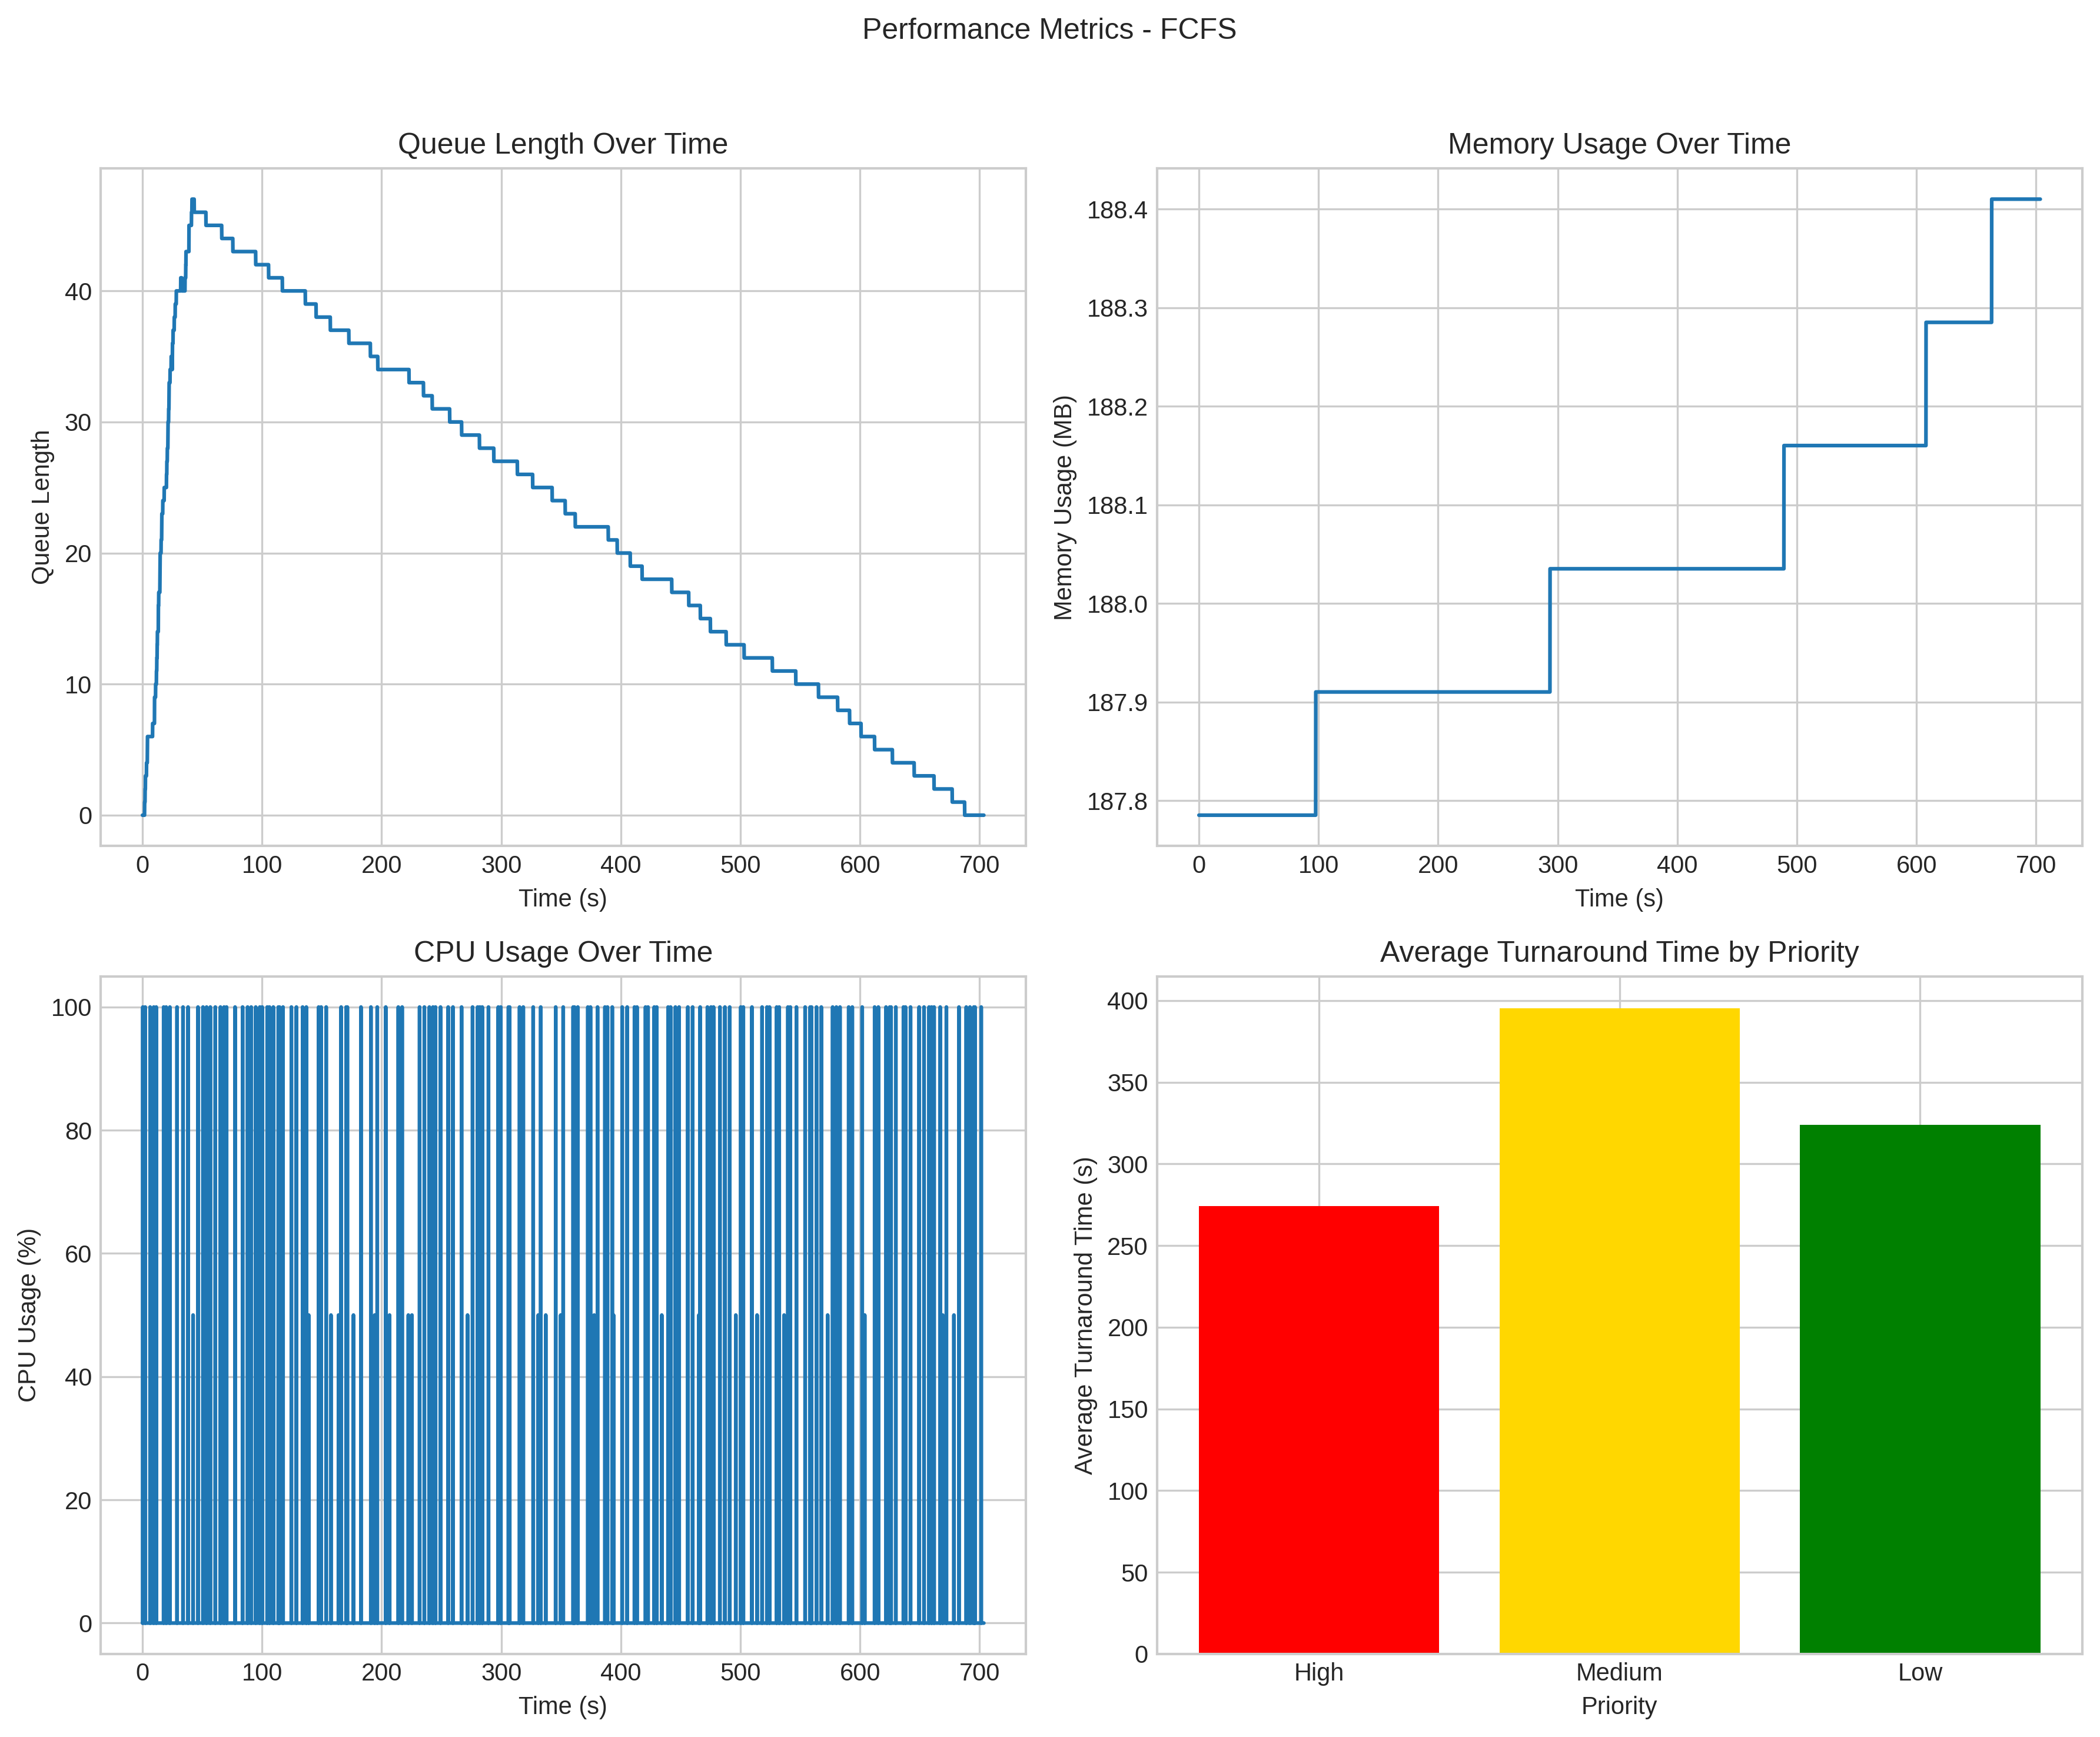 Performance Metrics - FCFS
Queue Length Over Time
Queue Length
40
30
20
10
0
0 100 200 300 400 500 600 700
Time (s)
Memory Usage Over Time
Memory Usage (MB)
188.4
188.3
188.2
188.1
188.0
187.9
187.8
0 100 200 300 400 500 600 700
Time (s)
CPU Usage Over Time
CPU Usage (%)
100
80
60
40
20
0
0 100 200 300 400 500 600 700
Time (s)
Average Turnaround Time by Priority
Average Turnaround Time (s)
400
350
300
250
200
150
100
50
0
High Medium Low
Priority